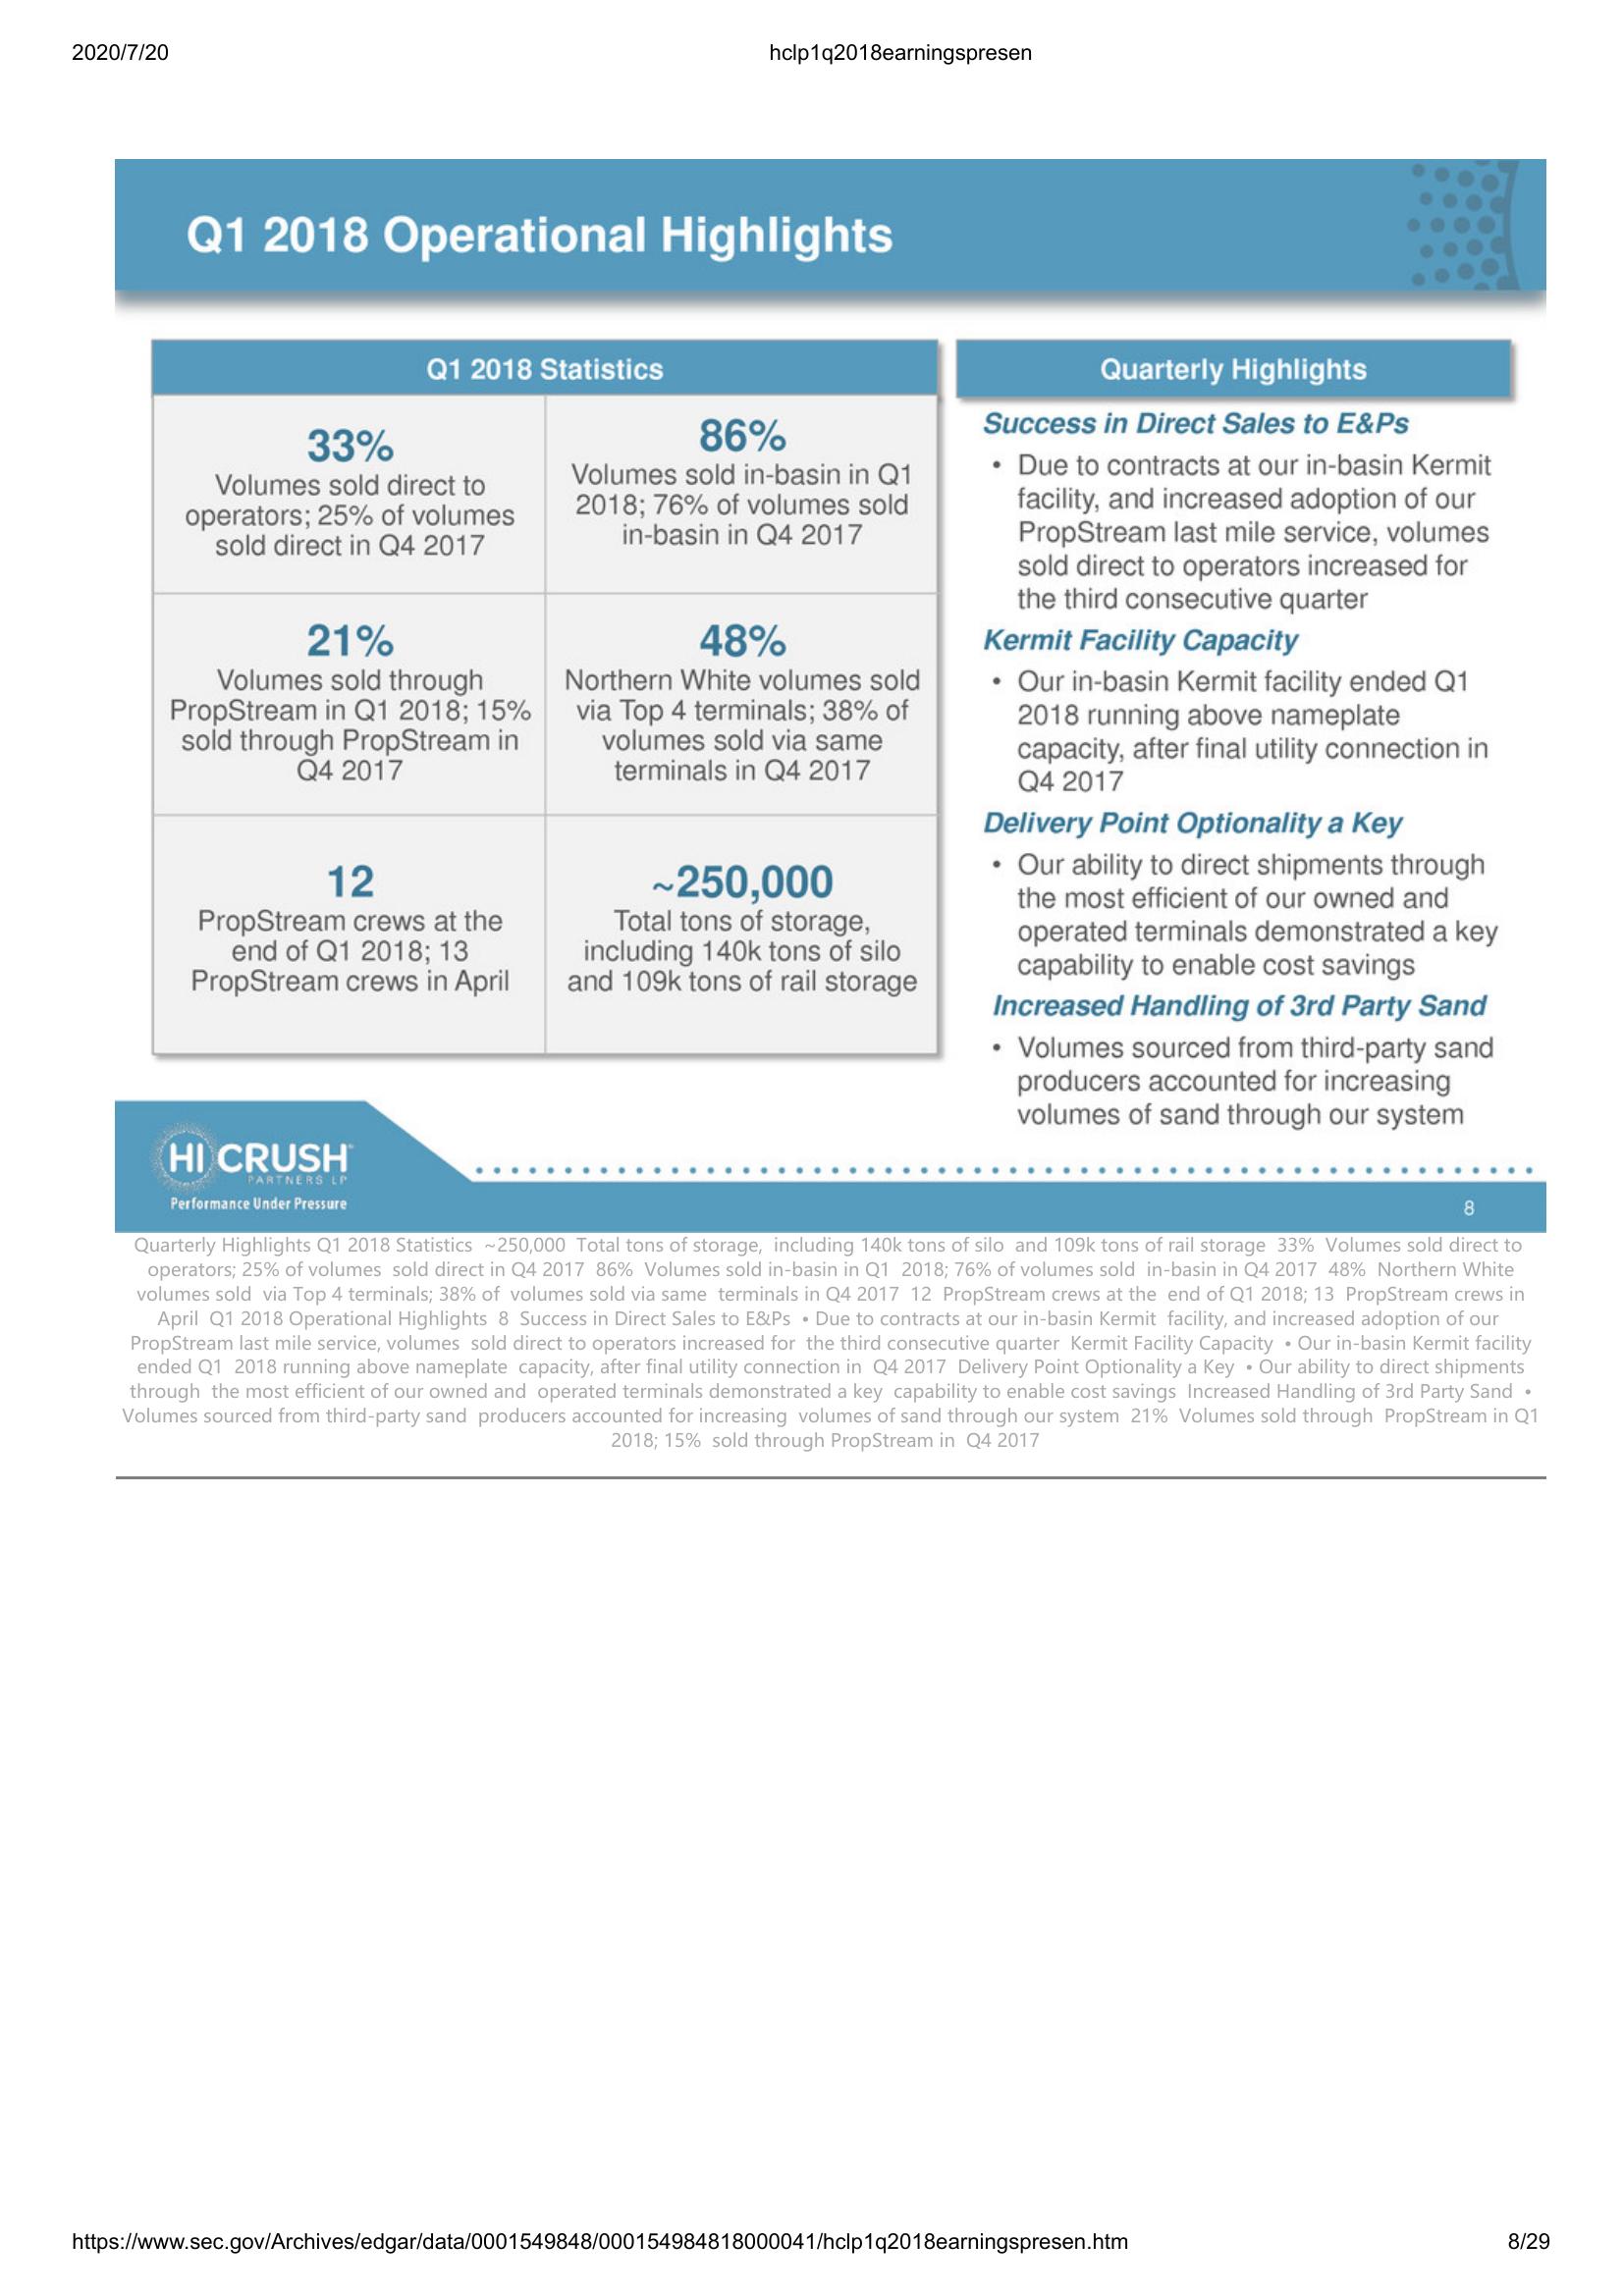 2020/7/20
hclp1q2018earningspresen
Q1 2018 Operational Highlights
Q1 2018 Statistics
33%
Volumes sold direct to
operators; 25% of volumes
sold direct in Q4 2017
86%
Volumes sold in-basin in Q1
2018; 76% of volumes sold
in-basin in Q4 2017
21%
Volumes sold through
PropStream in Q1 2018; 15%
sold through PropStream in
Q4 2017
48%
Northern White volumes sold
via Top 4 terminals; 38% of
volumes sold via same
terminals in Q4 2017
12
PropStream crews at the
end of Q1 2018; 13
PropStream crews in April
~250,000
Total tons of storage,
including 140k tons of silo
and 109k tons of rail storage
Quarterly Highlights
Success in Direct Sales to E&Ps
• Due to contracts at our in-basin Kermit
facility, and increased adoption of our
PropStream last mile service, volumes
sold direct to operators increased for
the third consecutive quarter
Kermit Facility Capacity
• Our in-basin Kermit facility ended Q1
2018 running above nameplate
capacity, after final utility connection in
Q4 2017
Delivery Point Optionality a Key
• Our ability to direct shipments through
the most efficient of our owned and
operated terminals demonstrated a key
capability to enable cost savings
Increased Handling of 3rd Party Sand
• Volumes sourced from third-party sand
producers accounted for increasing
volumes of sand through our system
HI CRUSH
PARTNERS LP
Performance Under Pressure
8
Quarterly Highlights Q1 2018 Statistics ~250,000 Total tons of storage, including 140k tons of silo and 109k tons of rail storage 33% Volumes sold direct to
operators; 25% of volumes sold direct in Q4 2017 86% Volumes sold in-basin in Q1 2018; 76% of volumes sold in-basin in Q4 2017 48% Northern White
volumes sold via Top 4 terminals; 38% of volumes sold via same terminals in Q4 2017 12 PropStream crews at the end of Q1 2018; 13 PropStream crews in
April Q1 2018 Operational Highlights 8 Success in Direct Sales to E&Ps • Due to contracts at our in-basin Kermit facility, and increased adoption of our
PropStream last mile service, volumes sold direct to operators increased for the third consecutive quarter Kermit Facility Capacity • Our in-basin Kermit facility
ended Q1 2018 running above nameplate capacity, after final utility connection in Q4 2017 Delivery Point Optionality a Key • Our ability to direct shipments
through the most efficient of our owned and operated terminals demonstrated a key capability to enable cost savings Increased Handling of 3rd Party Sand •
Volumes sourced from third-party sand producers accounted for increasing volumes of sand through our system 21% Volumes sold through PropStream in Q1
2018; 15% sold through PropStream in Q4 2017
https://www.sec.gov/Archives/edgar/data/0001549848/000154984818000041/hclp1q2018earningspresen.htm
8/29